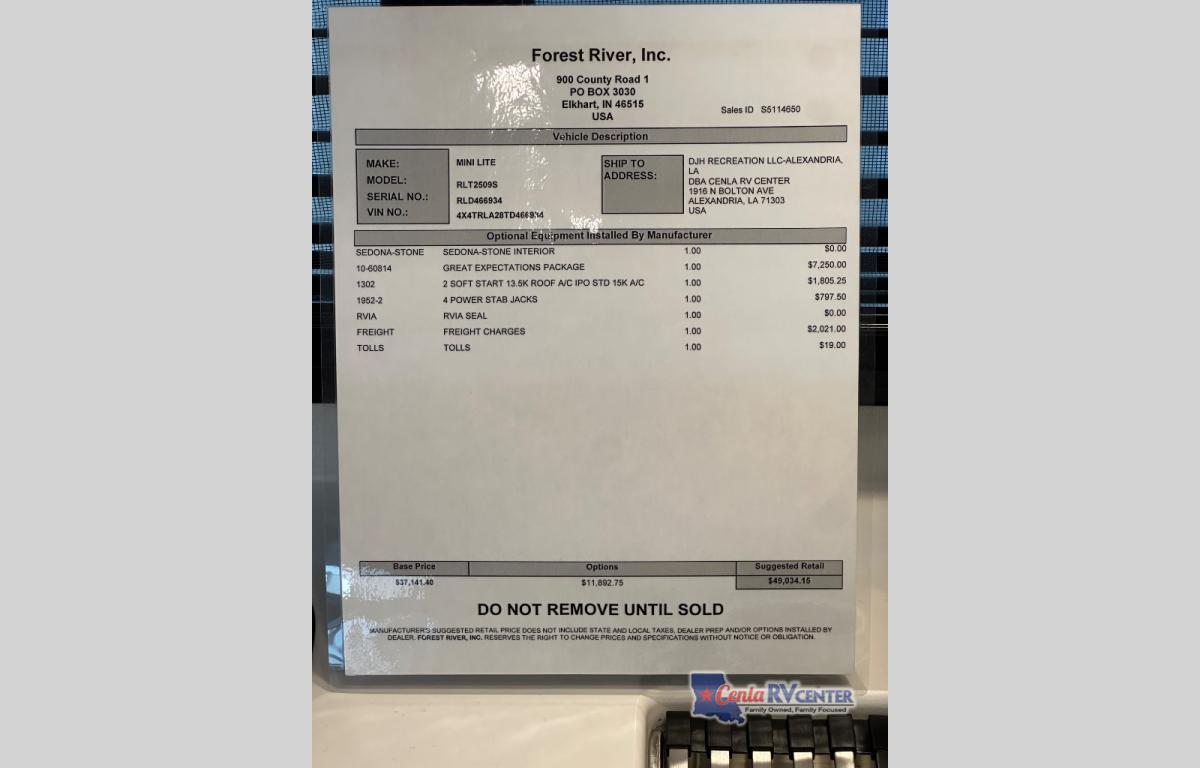 Forest River, Inc.
900 County Road 1
PO BOX 3030
Elkhart, IN 46515
USA
Sales ID S5114650
Vehicle Description
MAKE: MINI LITE
MODEL: RLT2509S
SERIAL NO.: RLD466934
VIN NO.: 4X4TRLA28TD466934
SHIP TO ADDRESS:
DJH RECREATION LLC-ALEXANDRIA,
LA
DBA CENLA RV CENTER
1916 N BOLTON AVE
ALEXANDRIA, LA 71303
USA
Optional Equipment Installed By Manufacturer
SEDONA-STONE SEDONA-STONE INTERIOR 1.00 $0.00
10-60814 GREAT EXPECTATIONS PACKAGE 1.00 $7,250.00
1302 2 SOFT START 13.5K ROOF A/C IPO STD 15K A/C 1.00 $1,805.25
1952-2 4 POWER STAB JACKS 1.00 $797.50
RVIA RVIA SEAL 1.00 $0.00
FREIGHT FREIGHT CHARGES 1.00 $2,021.00
TOLLS TOLLS 1.00 $19.00
Base Price Options Suggested Retail
$37,141.40 $11,892.75 $49,034.15
DO NOT REMOVE UNTIL SOLD
MANUFACTURER'S SUGGESTED RETAIL PRICE DOES NOT INCLUDE STATE AND LOCAL TAXES, DEALER PREP AND/OR OPTIONS INSTALLED BY
DEALER. FOREST RIVER, INC. RESERVES THE RIGHT TO CHANGE PRICES AND SPECIFICATIONS WITHOUT NOTICE OR OBLIGATION.
Cenla RV CENTER
Family Owned, Family Focused